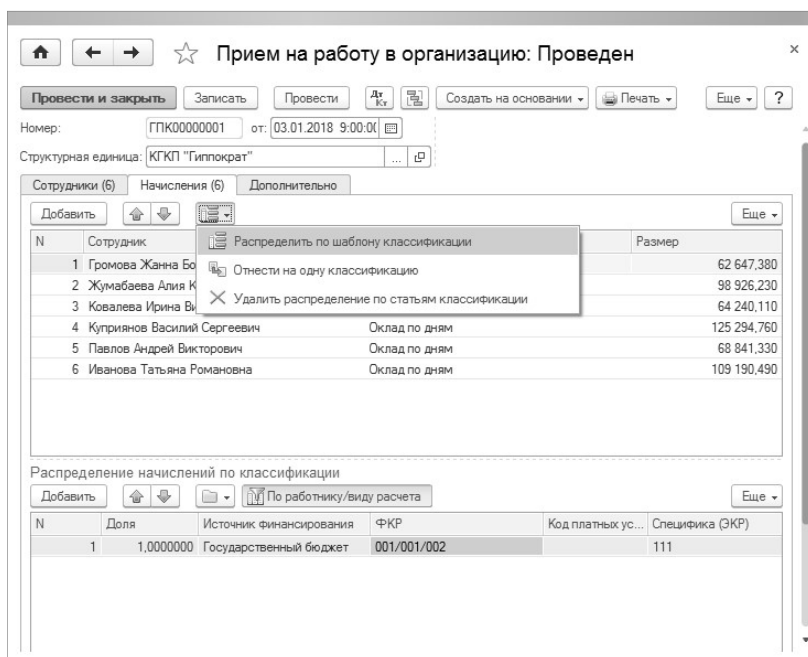 Прием на работу в организацию: Проведен
Провести и закрыть Записать Провести Дт Кт Создать на основании Печать Еще ?
Номер: ГПК00000001 от: 03.01.2018 9:00:0
Структурная единица: КГКП "Гиппократ" ...
Сотрудники (6) Начисления (6) Дополнительно
Добавить Еще
N Сотрудник Размер
Распределить по шаблону классификации
1 Громова Жанна Бо 62 647,380
Отнести на одну классификацию
2 Жумабаева Алия К 98 926,230
Удалить распределение по статьям классификации
3 Ковалева Ирина Ви 64 240,110
4 Куприянов Василий Сергеевич Оклад по дням 125 294,760
5 Павлов Андрей Викторович Оклад по дням 68 841,330
6 Иванова Татьяна Романовна Оклад по дням 109 190,490
Распределение начислений по классификации
Добавить По работнику/виду расчета Еще
N Доля Источник финансирования ФКР Код платных ус... Специфика (ЭКР)
1 1,0000000 Государственный бюджет 001/001/002 111